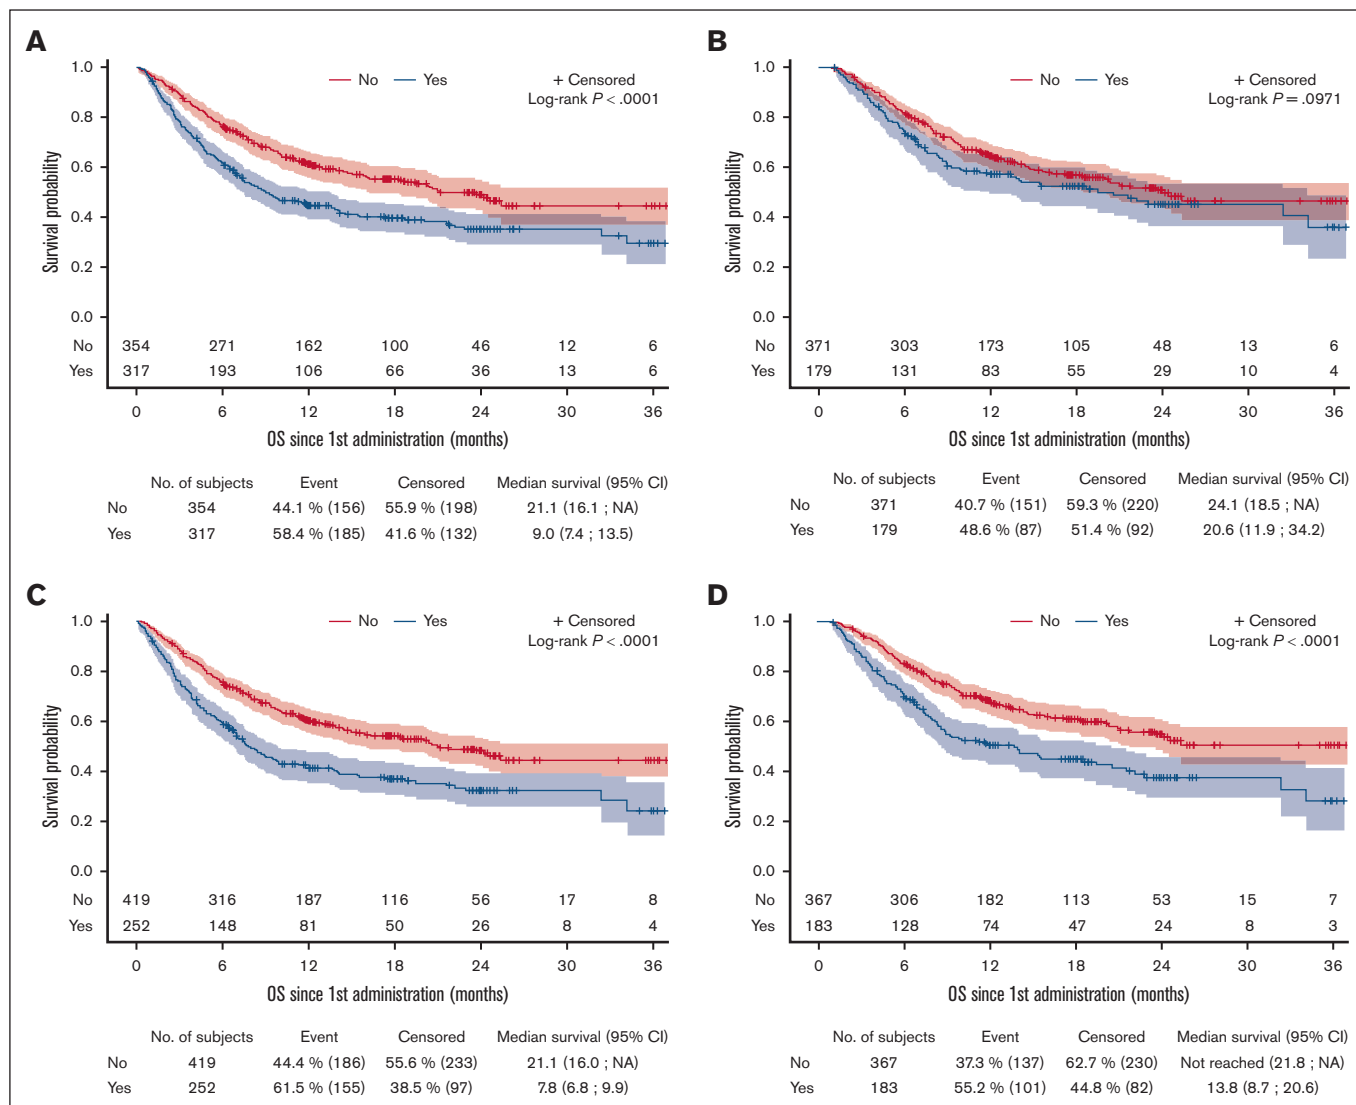 A
1.0
0.8
0.6
0.4
0.2
0.0
Survival probability
No Yes
+ Censored
Log-rank P < .0001
No 354 271 162 100 46 12 6
Yes 317 193 106 66 36 13 6
0 6 12 18 24 30 36
OS since 1st administration (months)
No. of subjects Event Censored Median survival (95% CI)
No 354 44.1 % (156) 55.9 % (198) 21.1 (16.1 ; NA)
Yes 317 58.4 % (185) 41.6 % (132) 9.0 (7.4 ; 13.5)
B
1.0
0.8
0.6
0.4
0.2
0.0
Survival probability
No Yes
+ Censored
Log-rank P = .0971
No 371 303 173 105 48 13 6
Yes 179 131 83 55 29 10 4
0 6 12 18 24 30 36
OS since 1st administration (months)
No. of subjects Event Censored Median survival (95% CI)
No 371 40.7 % (151) 59.3 % (220) 24.1 (18.5 ; NA)
Yes 179 48.6 % (87) 51.4 % (92) 20.6 (11.9 ; 34.2)
C
1.0
0.8
0.6
0.4
0.2
0.0
Survival probability
No Yes
+ Censored
Log-rank P < .0001
No 419 316 187 116 56 17 8
Yes 252 148 81 50 26 8 4
0 6 12 18 24 30 36
OS since 1st administration (months)
No. of subjects Event Censored Median survival (95% CI)
No 419 44.4 % (186) 55.6 % (233) 21.1 (16.0 ; NA)
Yes 252 61.5 % (155) 38.5 % (97) 7.8 (6.8 ; 9.9)
D
1.0
0.8
0.6
0.4
0.2
0.0
Survival probability
No Yes
+ Censored
Log-rank P < .0001
No 367 306 182 113 53 15 7
Yes 183 128 74 47 24 8 3
0 6 12 18 24 30 36
OS since 1st administration (months)
No. of subjects Event Censored Median survival (95% CI)
No 367 37.3 % (137) 62.7 % (230) Not reached (21.8 ; NA)
Yes 183 55.2 % (101) 44.8 % (82) 13.8 (8.7 ; 20.6)